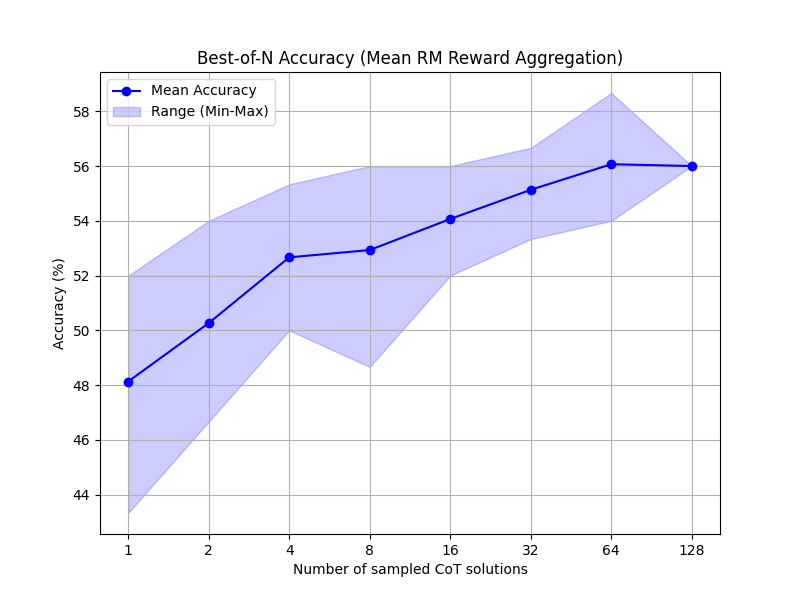 Best-of-N Accuracy (Mean RM Reward Aggregation)
Mean Accuracy
Range (Min-Max)
58
56
54
52
50
48
46
44
Accuracy (%)
1 2 4 8 16 32 64 128
Number of sampled CoT solutions